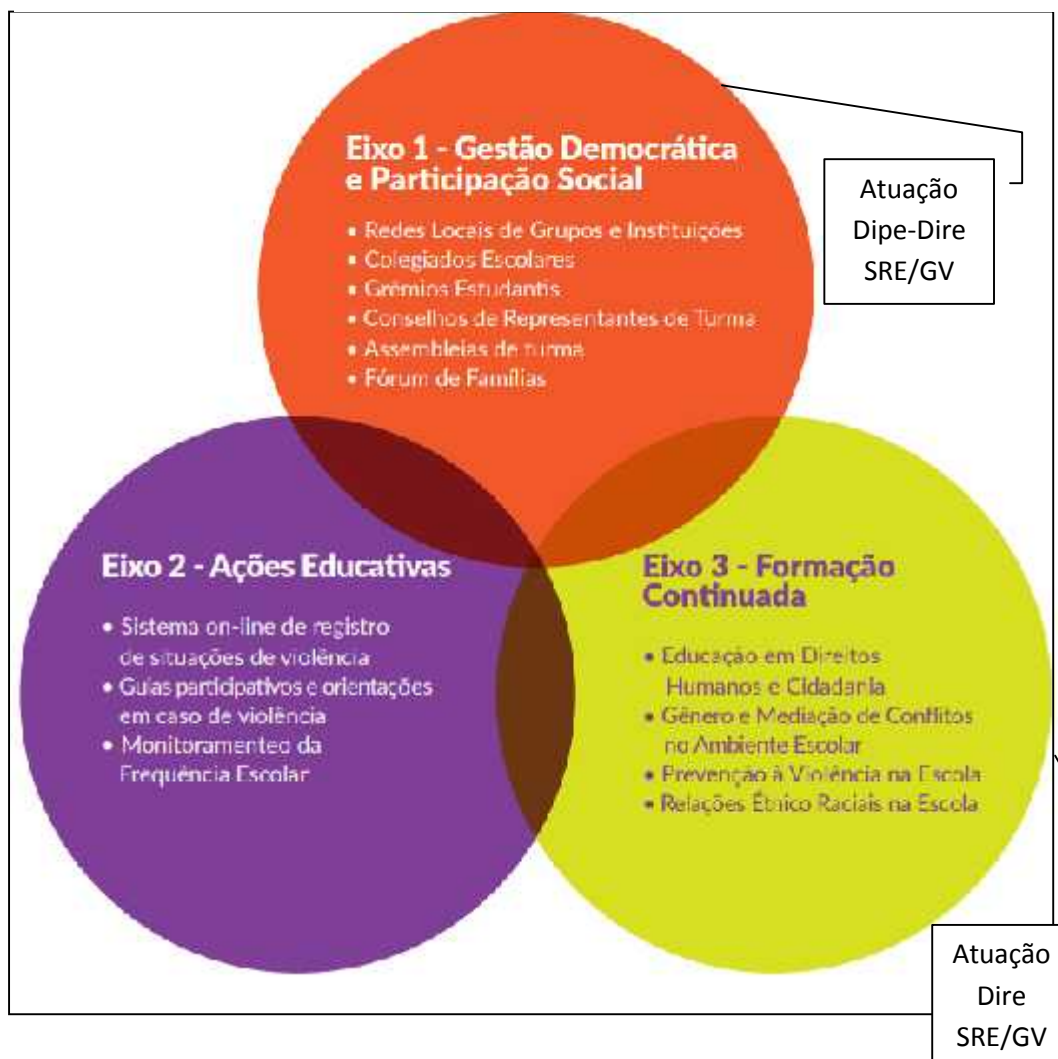 Eixo 1 - Gestão Democrática
e Participação Social
• Redes Locais de Grupos e Instituições
• Colegiados Escolares
• Grêmios Estudantis
• Conselhos de Representantes de Turma
• Assembleias de turma
• Fórum de Famílias
Atuação
Dipe-Dire
SRE/GV
Eixo 2 - Ações Educativas
• Sistema on-line de registro
de situações de violência
• Guias participativos e orientações
em caso de violência
• Monitoramenteo da
Frequência Escolar
Eixo 3 - Formação
Continuada
• Educação em Direitos
Humanos e Cidadania
• Gênero e Mediação de Conflitos
no Ambiente Escolar
• Prevenção à Violência na Escola
• Relações Étnico Raciais na Escola
Atuação
Dire
SRE/GV